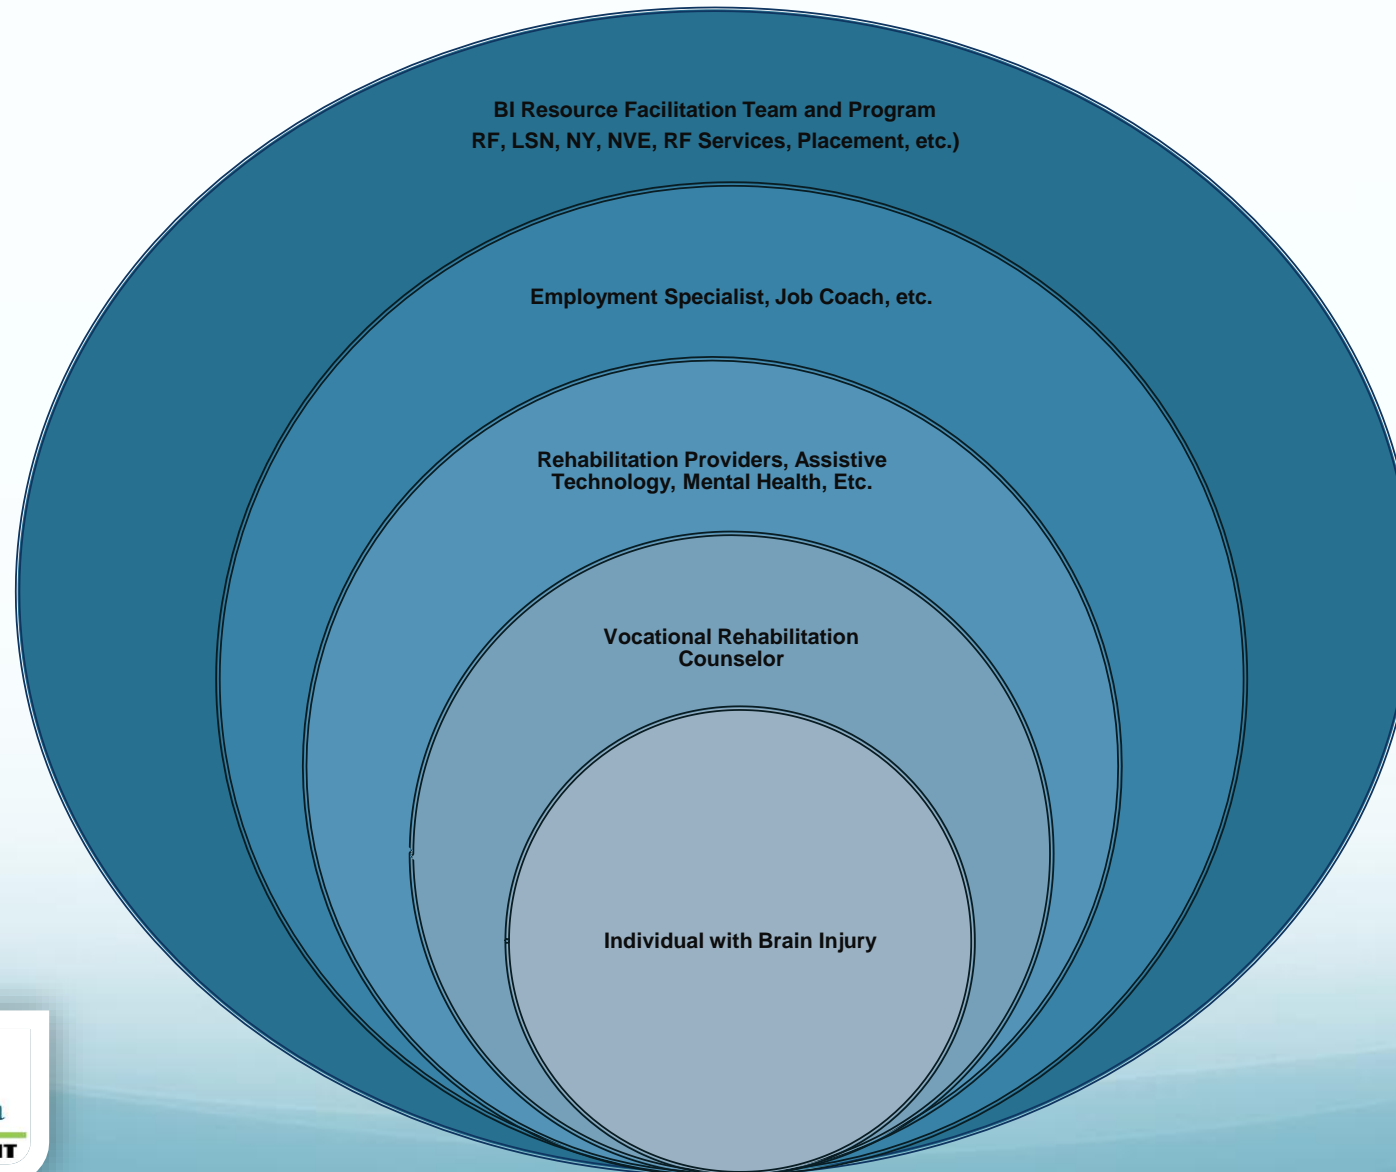 BI Resource Facilitation Team and Program
RF, LSN, NY, NVE, RF Services, Placement, etc.)
Employment Specialist, Job Coach, etc.
Rehabilitation Providers, Assistive
Technology, Mental Health, Etc.
Vocational Rehabilitation
Counselor
Individual with Brain Injury